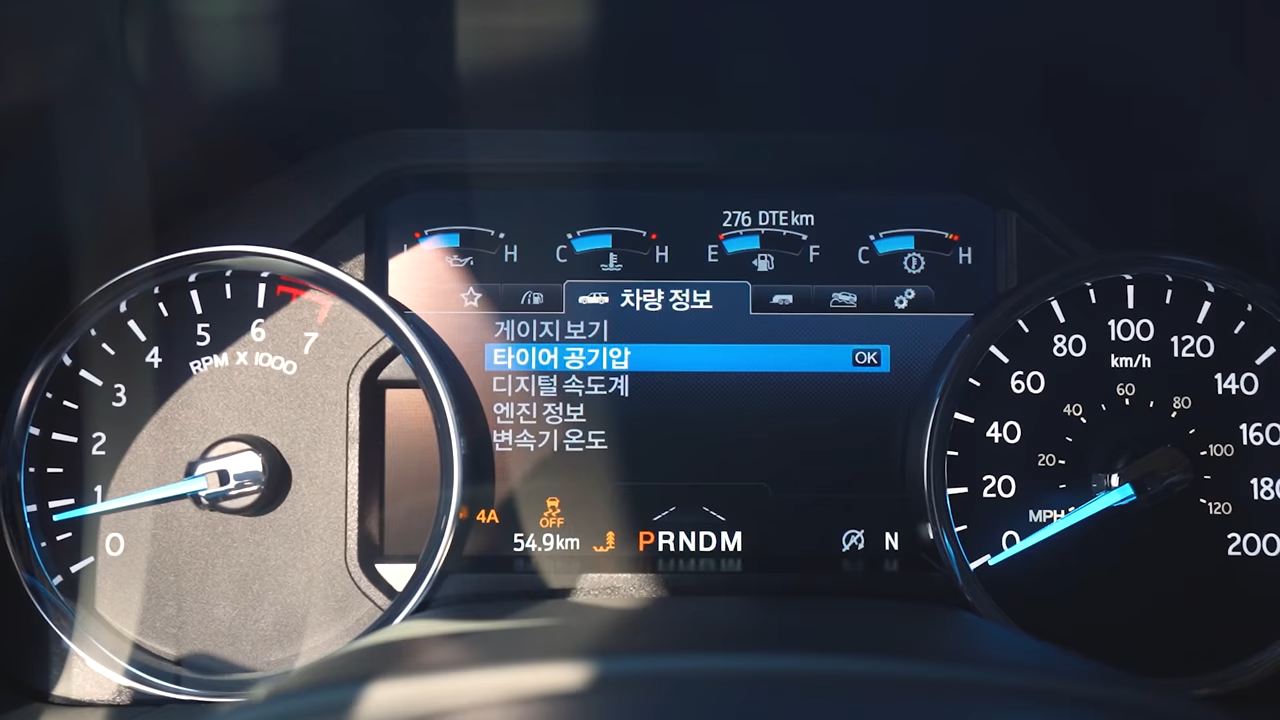 276 DTE km
H
C H
E F
C H
차량 정보
게이지 보기
타이어 공기압 OK
디지털 속도계
엔진 정보
변속기 온도
4A
OFF
54.9 km
PRNDM
N
0
1
2
3
4
5
6
7
RPM X 1000
0
20
40
60
80
100
120
140
160
200
km/h
20
40
60
80
100
120
MPH